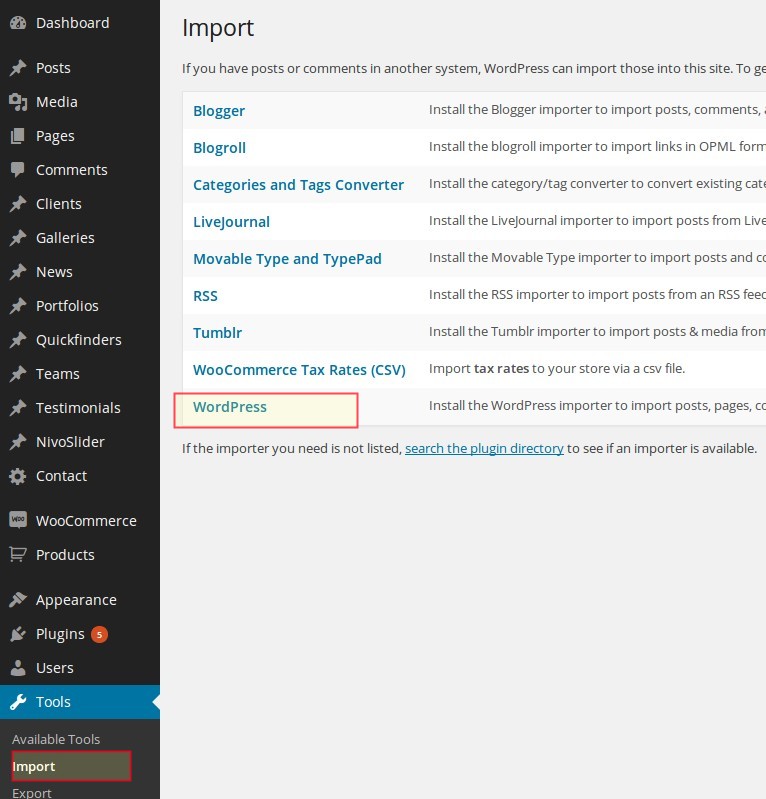 Dashboard
Posts
Media
Pages
Comments
Clients
Galleries
News
Portfolios
Quickfinders
Teams
Testimonials
NivoSlider
Contact
WOO WooCommerce
Products
Appearance
Plugins 5
Users
Tools
Available Tools
Import
Export
Import
If you have posts or comments in another system, WordPress can import those into this site. To ge
Blogger Install the Blogger importer to import posts, comments,
Blogroll Install the blogroll importer to import links in OPML form
Categories and Tags Converter Install the category/tag converter to convert existing cate
LiveJournal Install the LiveJournal importer to import posts from Live
Movable Type and TypePad Install the Movable Type importer to import posts and co
RSS Install the RSS importer to import posts from an RSS feed
Tumblr Install the Tumblr importer to import posts & media from
WooCommerce Tax Rates (CSV) Import tax rates to your store via a csv file.
WordPress Install the WordPress importer to import posts, pages, co
If the importer you need is not listed, search the plugin directory to see if an importer is available.